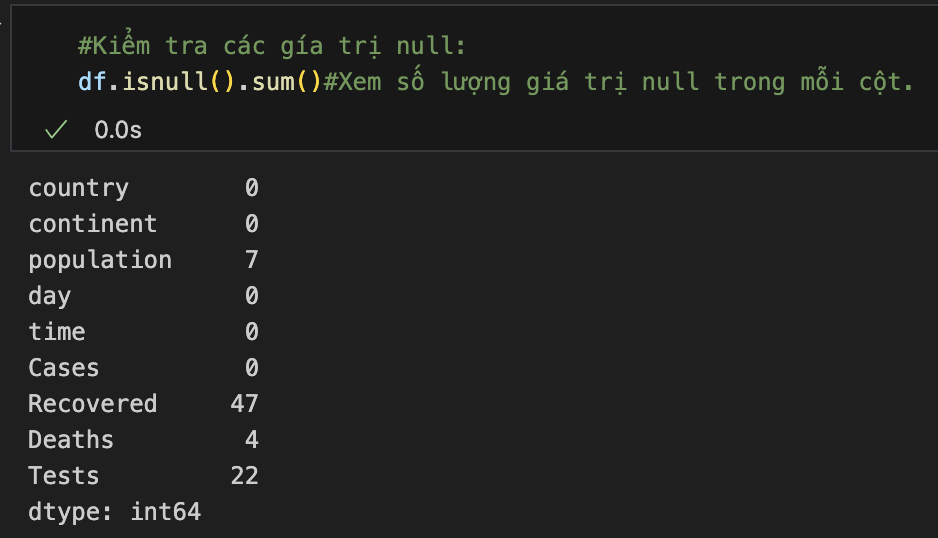 #Kiểm tra các gía trị null:
df.isnull().sum()#Xem số lượng giá trị null trong mỗi cột.
0.0s
country 0
continent 0
population 7
day 0
time 0
Cases 0
Recovered 47
Deaths 4
Tests 22
dtype: int64